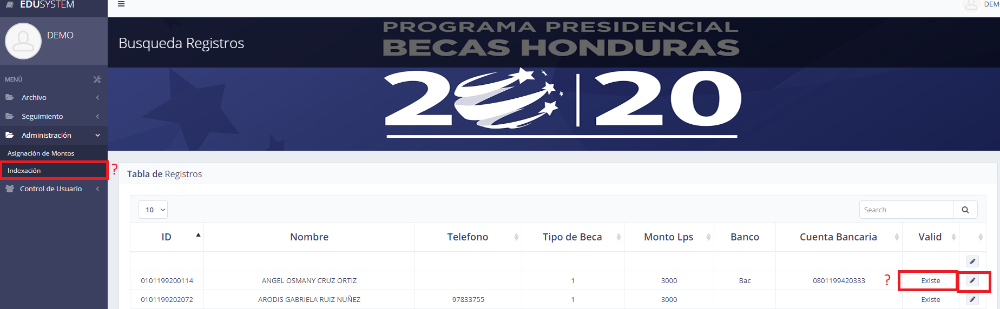 EDUSYSTEM
DEM
DEMO
Busqueda Registros
PROGRAMA PRESIDENCIAL
BECAS HONDURAS
20|20
MENÚ
Archivo
Seguimiento
Administración
Asignación de Montos
Indexación ?
Control de Usuario
Tabla de Registros
10
Search
ID Nombre Telefono Tipo de Beca Monto Lps Banco Cuenta Bancaria Valid
0101199200114 ANGEL OSMANY CRUZ ORTIZ 1 3000 Bac 0801199420333 ? Existe
0101199202072 ARODIS GABRIELA RUIZ NUÑEZ 97833755 1 3000 Existe